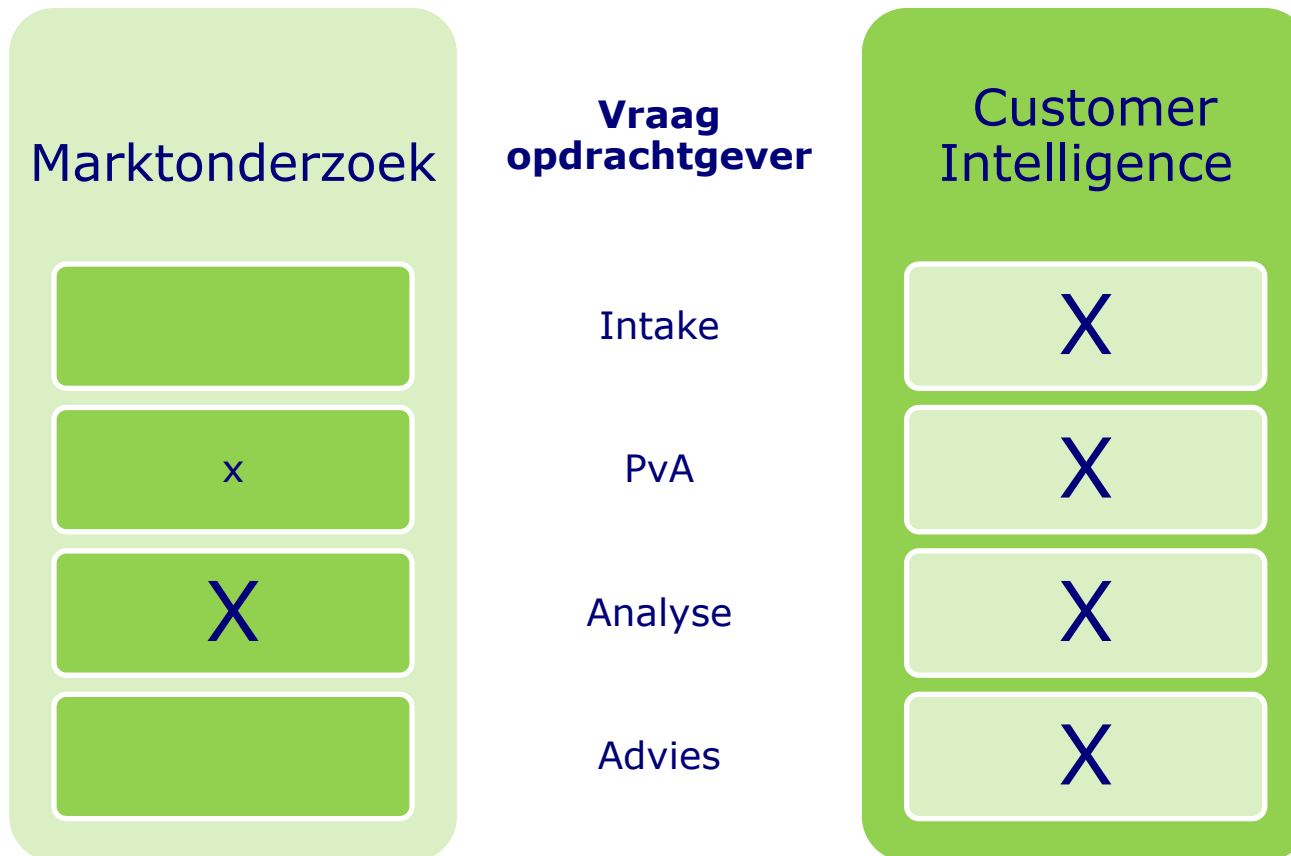 Marktonderzoek
Vraag
opdrachtgever
Customer
Intelligence
Intake
X
x
PvA
X
X
Analyse
X
Advies
X